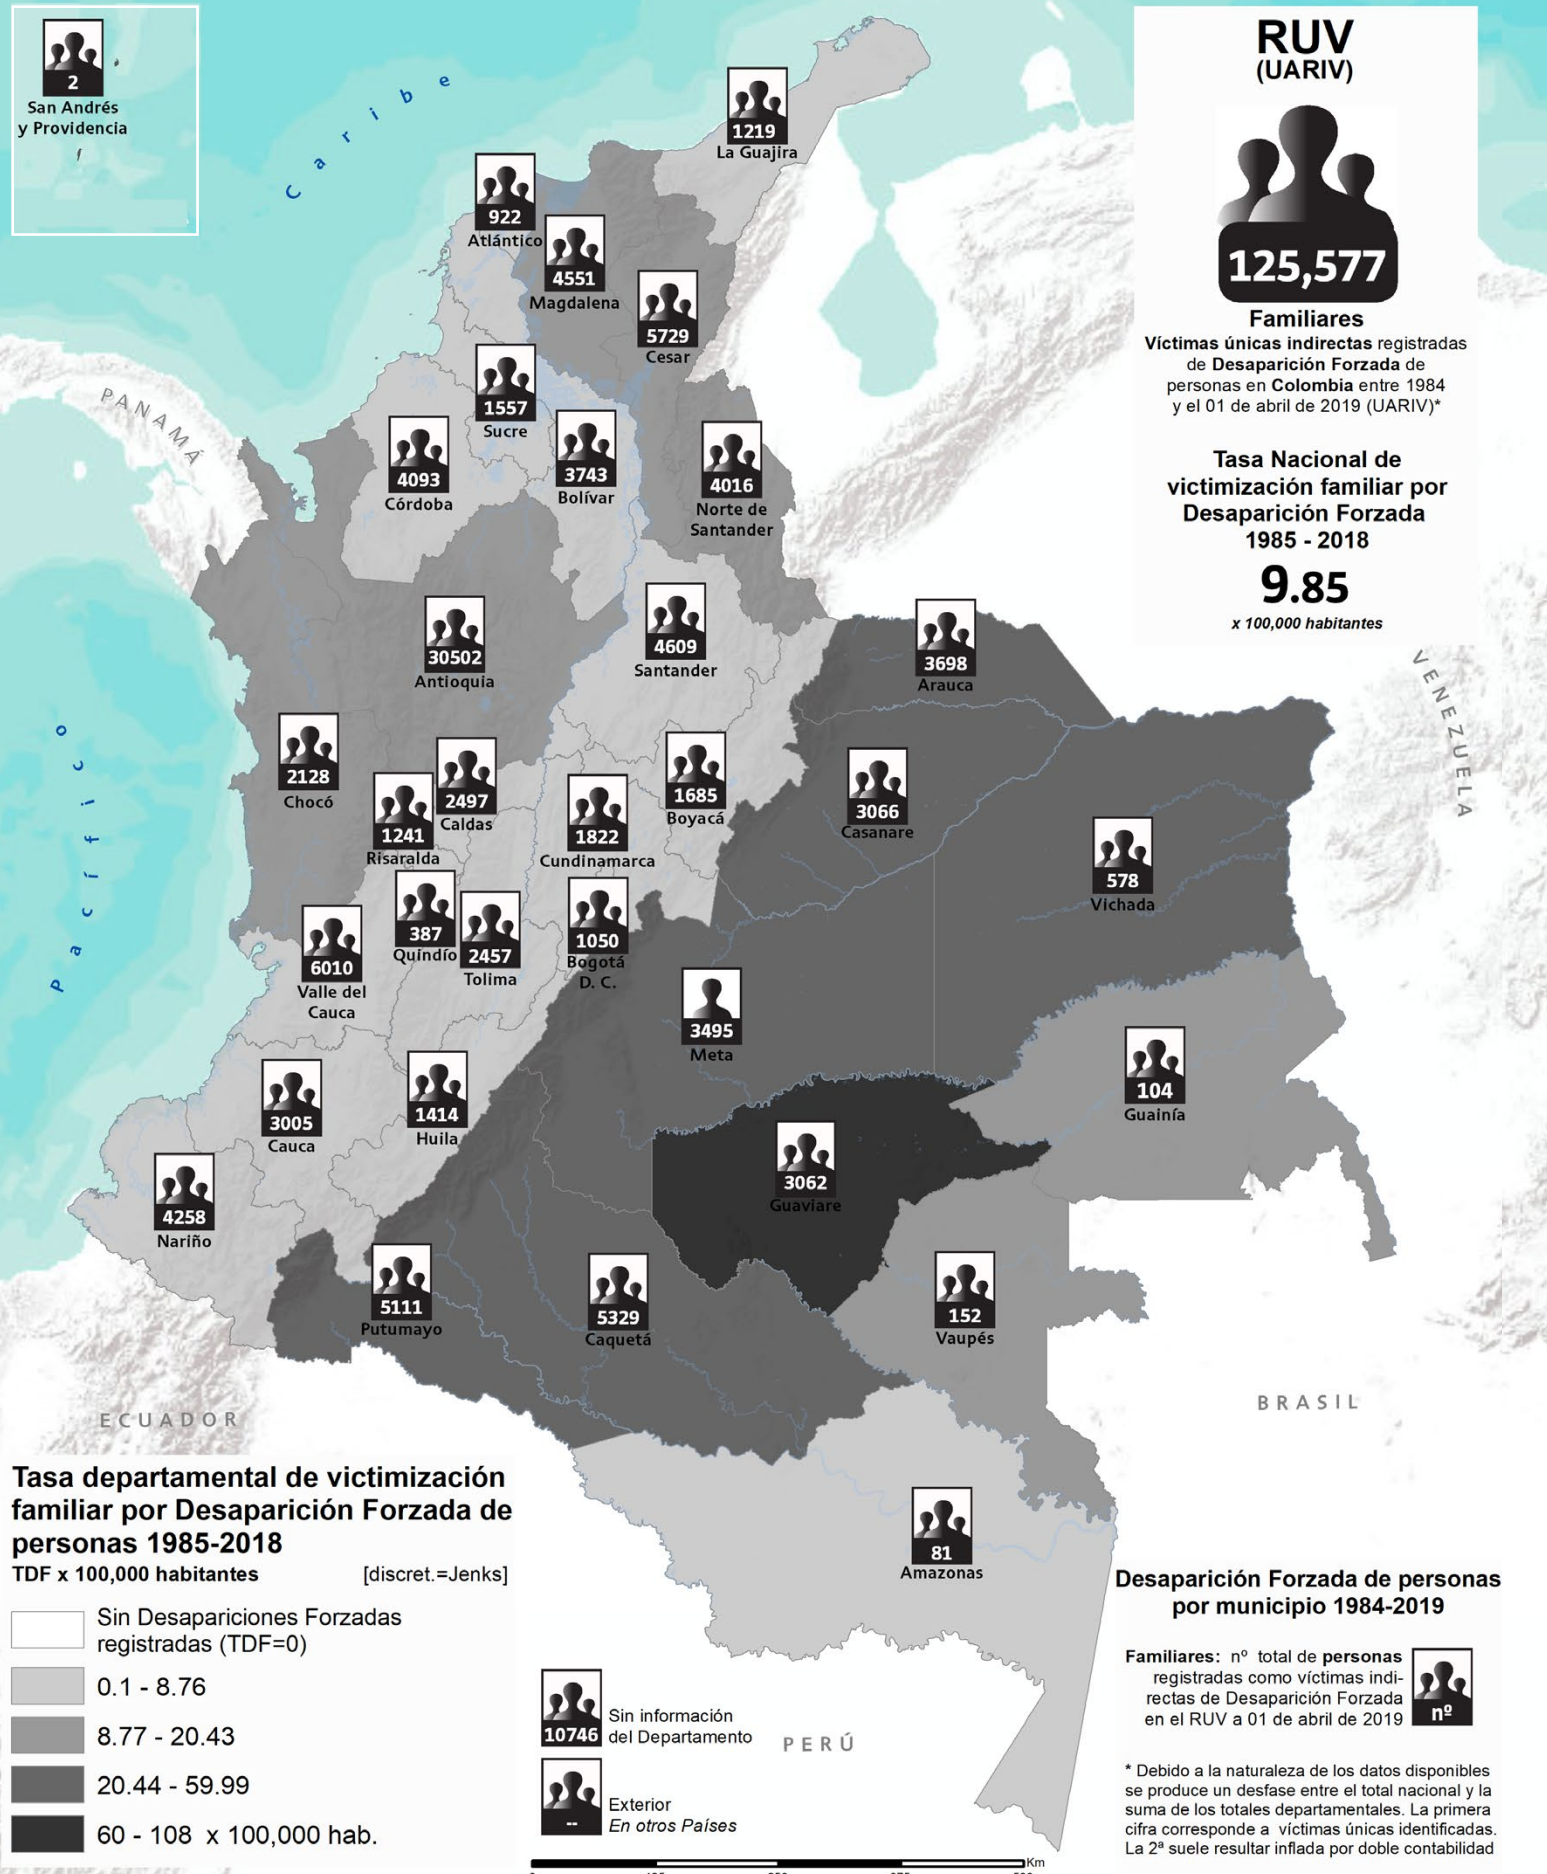 2
San Andrés
y Providencia
Caribe
1219
La Guajira
922
Atlántico
4551
Magdalena
5729
Cesar
1557
Sucre
4093
Córdoba
3743
Bolívar
4016
Norte de
Santander
PANAMÁ
RUV
(UARIV)
125,577
Familiares
Víctimas únicas indirectas registradas
de Desaparición Forzada de
personas en Colombia entre 1984
y el 01 de abril de 2019 (UARIV)*
Tasa Nacional de
victimización familiar por
Desaparición Forzada
1985 - 2018
9.85
x 100,000 habitantes
VENEZUELA
30502
Antioquia
4609
Santander
3698
Arauca
Pacífico
2128
Chocó
2497
Caldas
1241
Risaralda
1822
Cundinamarca
1685
Boyacá
3066
Casanare
578
Vichada
387
Quindío
2457
Tolima
1050
Bogotá
D. C.
6010
Valle del
Cauca
3495
Meta
104
Guainía
3005
Cauca
1414
Huila
3062
Guaviare
4258
Nariño
5111
Putumayo
5329
Caquetá
152
Vaupés
ECUADOR
BRASIL
81
Amazonas
PERÚ
Tasa departamental de victimización
familiar por Desaparición Forzada de
personas 1985-2018
TDF x 100,000 habitantes [discret.=Jenks]
Sin Desapariciones Forzadas
registradas (TDF=0)
0.1 - 8.76
8.77 - 20.43
20.44 - 59.99
60 - 108 x 100,000 hab.
10746
Sin información
del Departamento
--
Exterior
En otros Países
Km
Desaparición Forzada de personas
por municipio 1984-2019
Familiares: nº total de personas
registradas como víctimas indi-
rectas de Desaparición Forzada
en el RUV a 01 de abril de 2019
nº
* Debido a la naturaleza de los datos disponibles
se produce un desfase entre el total nacional y la
suma de los totales departamentales. La primera
cifra corresponde a víctimas únicas identificadas.
La 2ª suele resultar inflada por doble contabilidad